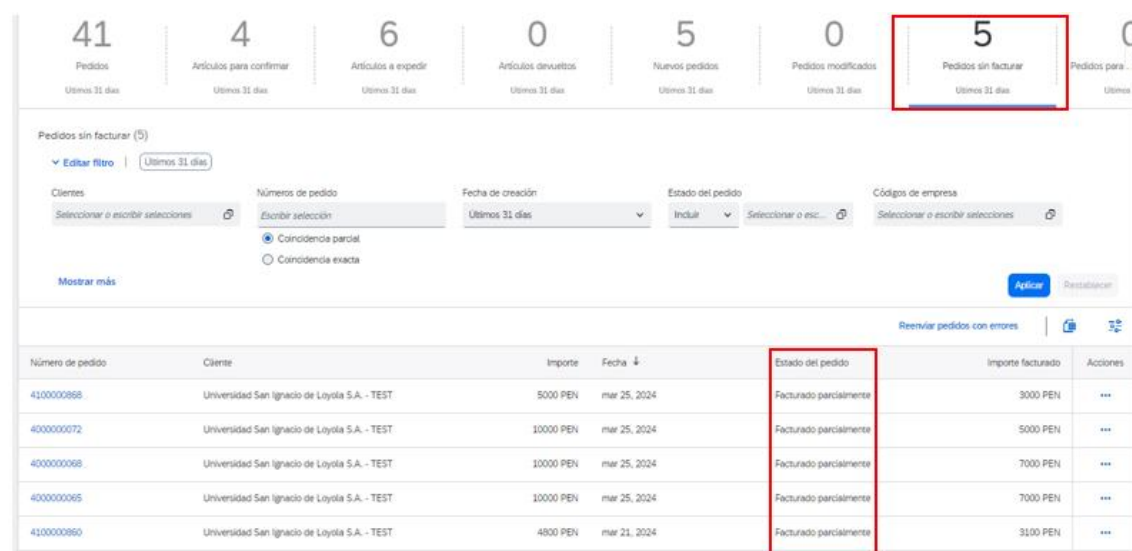 41 4 6 0 5 0 5
Pedidos Artículos para confirmar Artículos a expedir Artículos devueltos Nuevos pedidos Pedidos modificados Pedidos sin facturar Pedidos para ..
Últimos 31 días Últimos 31 días Últimos 31 días Últimos 31 días Últimos 31 días Últimos 31 días Últimos 31 días Últimos
Pedidos sin facturar (5)
Editar filtro Últimos 31 días
Clientes Números de pedido Fecha de creación Estado del pedido Códigos de empresa
Seleccionar o escribir selecciones Escribir selección Últimos 31 días Incluir Seleccionar o esc... Seleccionar o escribir selecciones
Coincidencia parcial
Coincidencia exacta
Mostrar más Aplicar Restablecer
Reenviar pedidos con errores
Número de pedido Cliente Importe Fecha ↓ Estado del pedido Importe facturado Acciones
4100000868 Universidad San Ignacio de Loyola S.A. - TEST 5000 PEN mar 25, 2024 Facturado parcialmente 3000 PEN ...
4000000072 Universidad San Ignacio de Loyola S.A. - TEST 10000 PEN mar 25, 2024 Facturado parcialmente 5000 PEN ...
4000000068 Universidad San Ignacio de Loyola S.A. - TEST 10000 PEN mar 25, 2024 Facturado parcialmente 7000 PEN ...
4000000065 Universidad San Ignacio de Loyola S.A. - TEST 10000 PEN mar 25, 2024 Facturado parcialmente 7000 PEN ...
4100000860 Universidad San Ignacio de Loyola S.A. - TEST 4800 PEN mar 21, 2024 Facturado parcialmente 3100 PEN ...